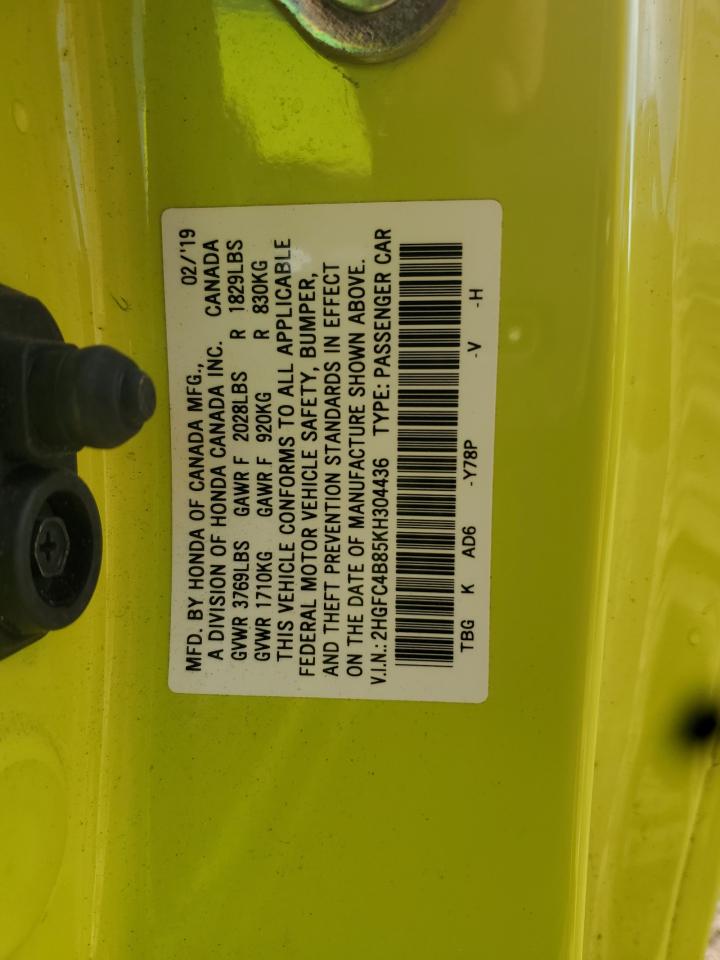 02/'19
MFD. BY HONDA OF CANADA MFG.,
A DIVISION OF HONDA CANADA INC. CANADA
GVWR 3769LBS GAWR F 2028LBS R 1829LBS
GVWR 1710KG GAWR F 920KG R 830KG
THIS VEHICLE CONFORMS TO ALL APPLICABLE
FEDERAL MOTOR VEHICLE SAFETY, BUMPER,
AND THEFT PREVENTION STANDARDS IN EFFECT
ON THE DATE OF MANUFACTURE SHOWN ABOVE.
V.I.N.: 2HGFC4B85KH304436 TYPE: PASSENGER CAR
TBG K AD6 -Y78P -V -H